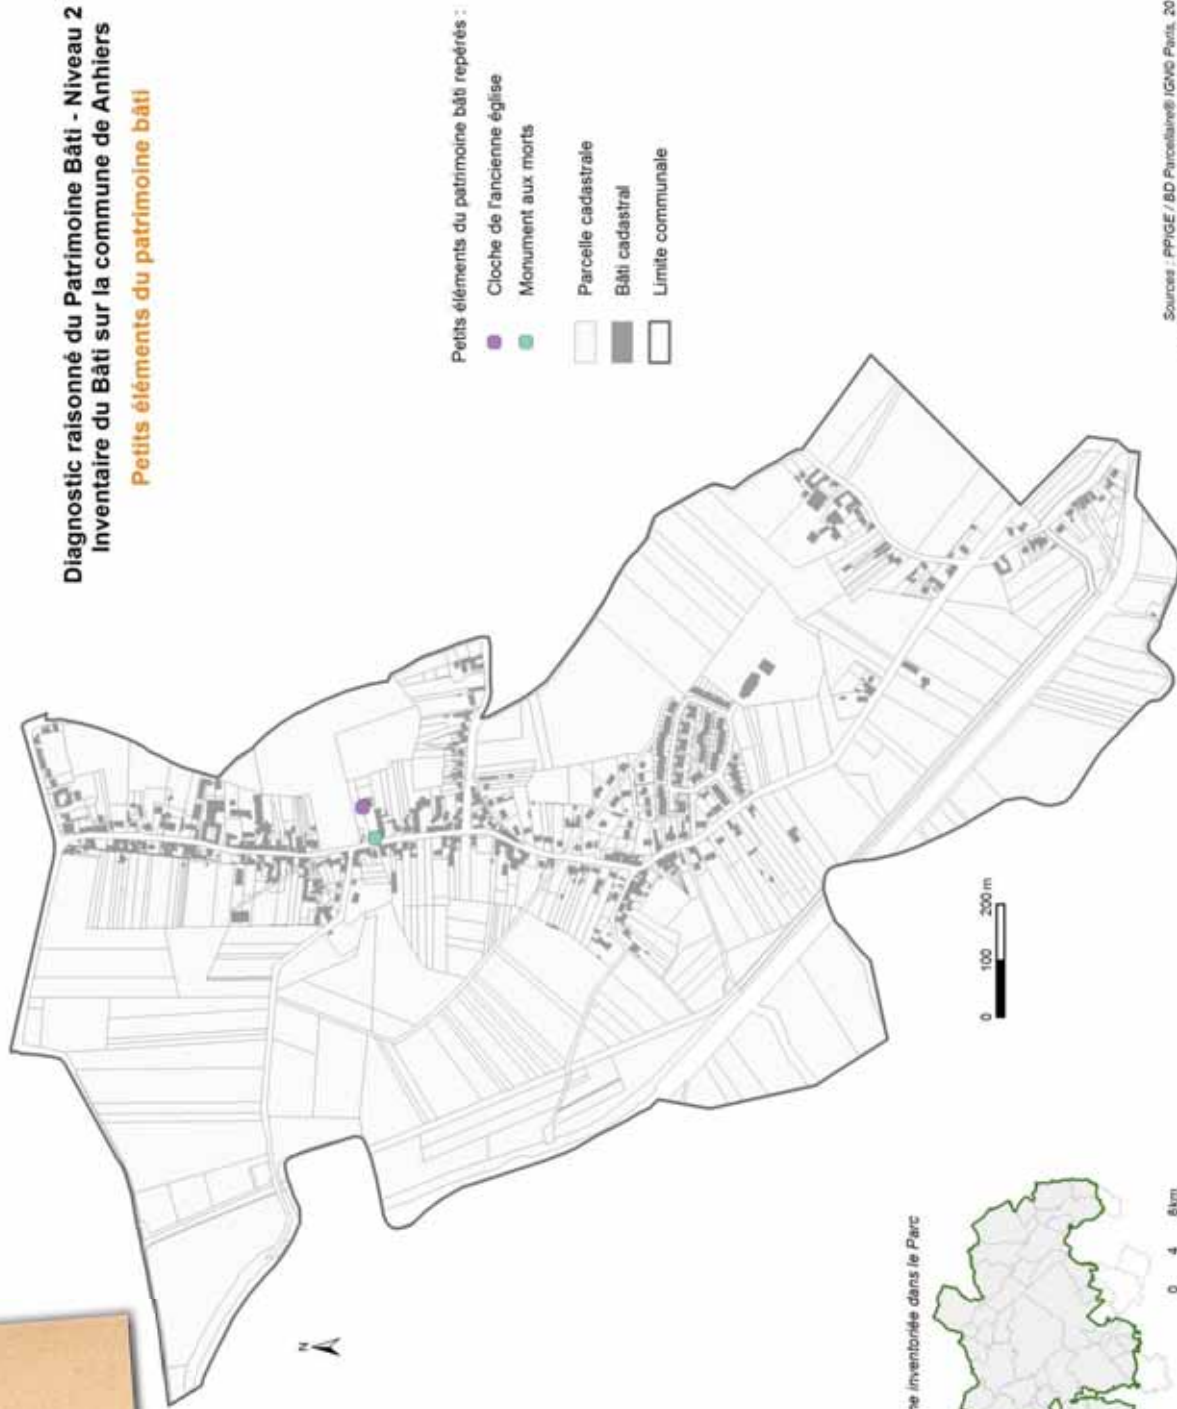 Diagnostic raisonné du Patrimoine Bâti - Niveau 2
Inventaire du Bâti sur la commune de Anhiers
Petits éléments du patrimoine bâti
Petits éléments du patrimoine bâti repérés :
Cloche de l'ancienne église
Monument aux morts
Parcelle cadastrale
Bâti cadastral
Limite communale
N
0 100 200 m
inventoriée dans le Parc
0 4 8km
Sources : PPIGE / BD Parcellaire® IGN© Paris, 20